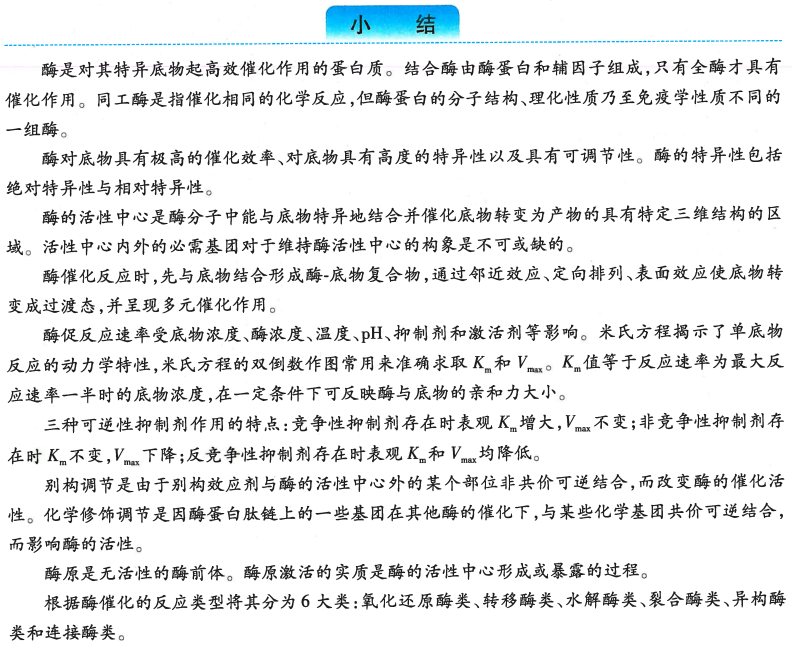 小 结
酶是对其特异底物起高效催化作用的蛋白质。结合酶由酶蛋白和辅因子组成,只有全酶才具有
催化作用。同工酶是指催化相同的化学反应,但酶蛋白的分子结构、理化性质乃至免疫学性质不同的
一组酶。
酶对底物具有极高的催化效率、对底物具有高度的特异性以及具有可调节性。酶的特异性包括
绝对特异性与相对特异性。
酶的活性中心是酶分子中能与底物特异地结合并催化底物转变为产物的具有特定三维结构的区
域。活性中心内外的必需基团对于维持酶活性中心的构象是不可或缺的。
酶催化反应时,先与底物结合形成酶-底物复合物,通过邻近效应、定向排列、表面效应使底物转
变成过渡态,并呈现多元催化作用。
酶促反应速率受底物浓度、酶浓度、温度、pH、抑制剂和激活剂等影响。米氏方程揭示了单底物
反应的动力学特性,米氏方程的双倒数作图常用来准确求取 Km和 Vmax。Km值等于反应速率为最大反
应速率一半时的底物浓度,在一定条件下可反映酶与底物的亲和力大小。
三种可逆性抑制剂作用的特点:竞争性抑制剂存在时表观 Km增大,Vmax不变;非竞争性抑制剂存
在时 Km不变,Vmax下降;反竞争性抑制剂存在时表观 Km和 Vmax均降低。
别构调节是由于别构效应剂与酶的活性中心外的某个部位非共价可逆结合,而改变酶的催化活
性。化学修饰调节是因酶蛋白肽链上的一些基团在其他酶的催化下,与某些化学基团共价可逆结合,
而影响酶的活性。
酶原是无活性的酶前体。酶原激活的实质是酶的活性中心形成或暴露的过程。
根据酶催化的反应类型将其分为 6 大类:氧化还原酶类、转移酶类、水解酶类、裂合酶类、异构酶
类和连接酶类。